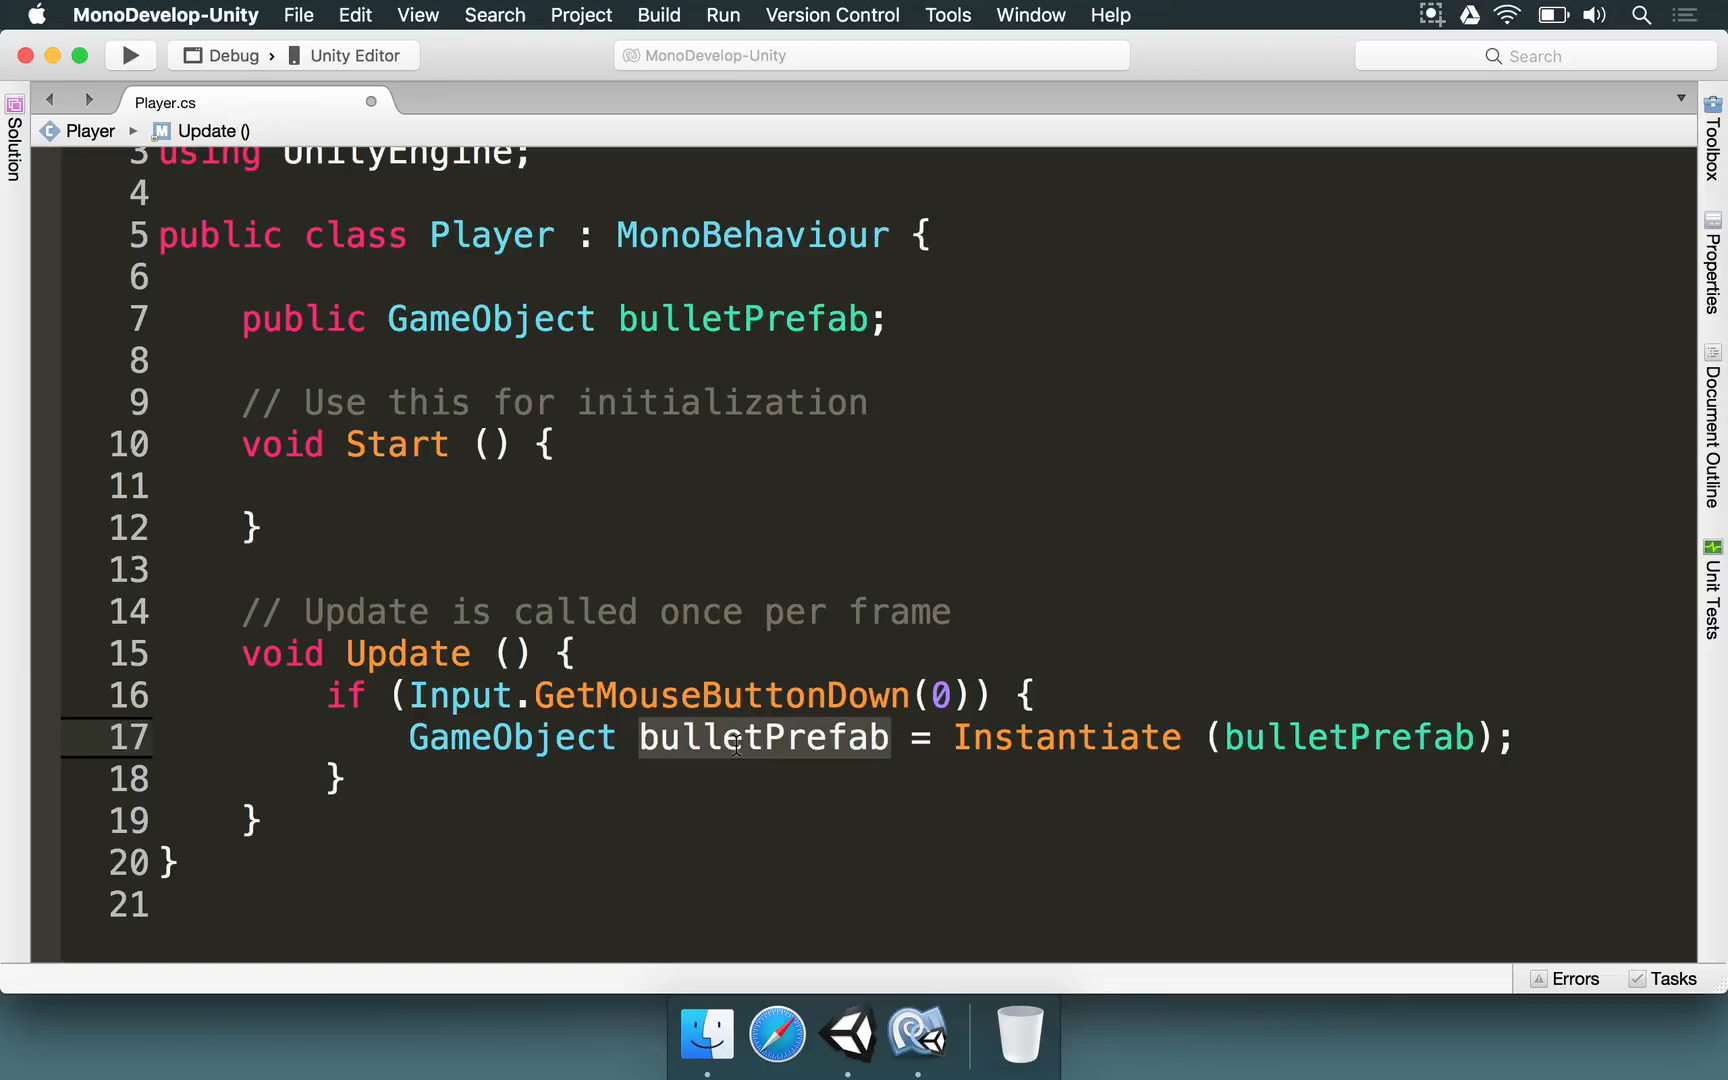 MonoDevelop-Unity File Edit View Search Project Build Run Version Control Tools Window Help
Debug › Unity Editor MonoDevelop-Unity Search
Player.cs
Player ▸ M Update ()
Solution
Toolbox
Properties
Document Outline
Unit Tests
3 using UnityEngine;
4
5 public class Player : MonoBehaviour {
6
7 public GameObject bulletPrefab;
8
9 // Use this for initialization
10 void Start () {
11
12 }
13
14 // Update is called once per frame
15 void Update () {
16 if (Input.GetMouseButtonDown(0)) {
17 GameObject bulletPrefab = Instantiate (bulletPrefab);
18 }
19 }
20 }
21
Errors Tasks